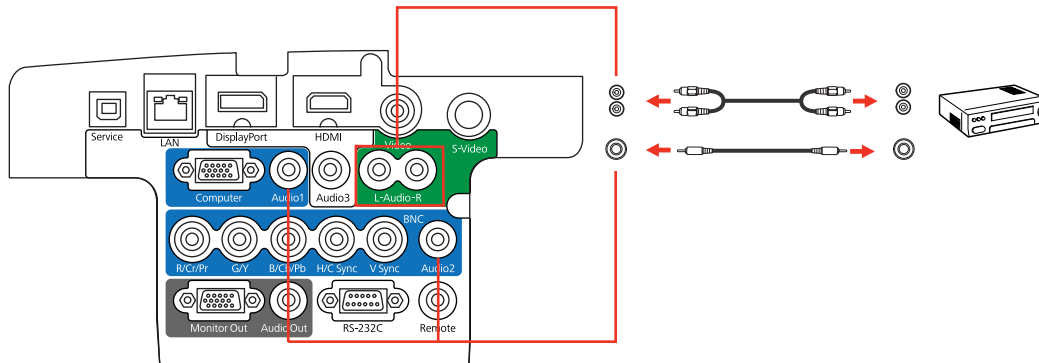 Service
LAN
DisplayPort
HDMI
Video
S-Video
Computer
Audio1
Audio3
L-Audio-R
BNC
R/Cr/Pr
G/Y
B/Cb/Pb
H/C Sync
V Sync
Audio2
Monitor Out
Audio Out
RS-232C
Remote